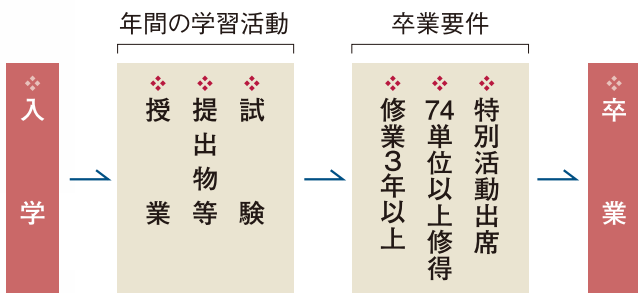 年間の学習活動
卒業要件
入学
授業
提出物等
試験
修業3年以上
74単位以上修得
特別活動出席
卒業